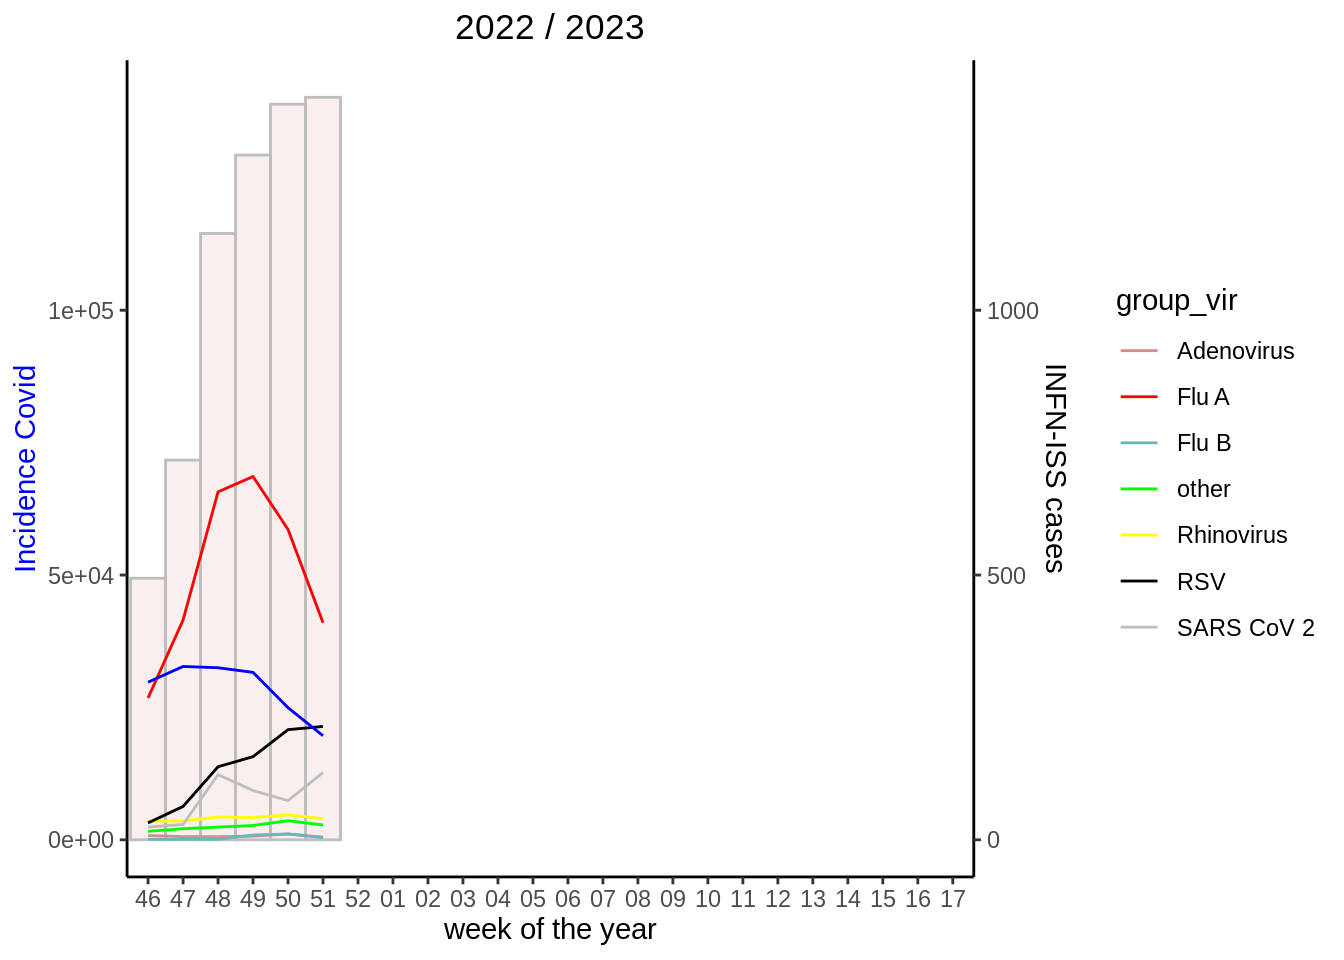 2022 / 2023
1e+05
5e+04
0e+00
Incidence Covid
1000
500
0
INFN-ISS cases
group_vir
Adenovirus
Flu A
Flu B
other
Rhinovirus
RSV
SARS CoV 2
46 47 48 49 50 51 52 01 02 03 04 05 06 07 08 09 10 11 12 13 14 15 16 17
week of the year